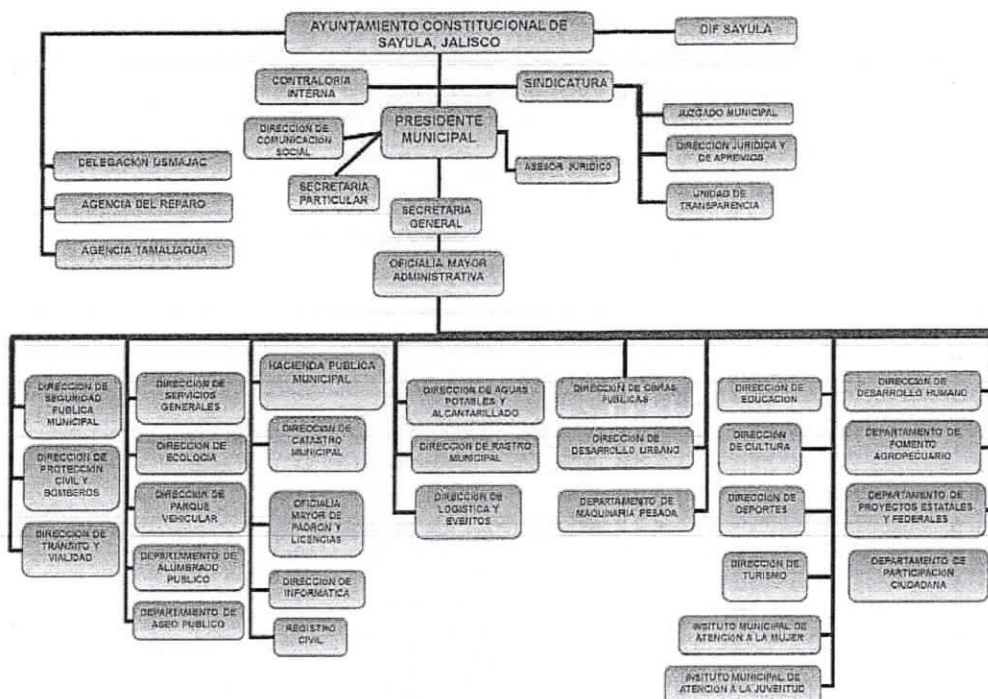 AYUNTAMIENTO CONSTITUCIONAL DE
SAYULA, JALISCO
DIF SAYULA
CONTRALORIA
INTERNA
SINDICATURA
PRESIDENTE
MUNICIPAL
JUZGADO MUNICIPAL
DIRECCION DE
COMUNICACION
SOCIAL
DIRECCION JURIDICA Y
DE APREMIOS
DELEGACION USMAJAC
ASESOR JURIDICO
SECRETARIA
PARTICULAR
UNIDAD DE
TRANSPARENCIA
AGENCIA DEL REPARO
SECRETARIA
GENERAL
AGENCIA TAMALIAGUA
OFICIALIA MAYOR
ADMINISTRATIVA
DIRECCION DE
SEGURIDAD
PUBLICA
MUNICIPAL
DIRECCION DE
PROTECCION
CIVIL Y
BOMBEROS
DIRECCION DE
TRANSITO Y
VIALIDAD
DIRECCION DE
SERVICIOS
GENERALES
DIRECCION DE
ECOLOGIA
DIRECCION DE
PARQUE
VEHICULAR
DEPARTAMENTO DE
ALUMBRADO
PUBLICO
DEPARTAMENTO DE
ASEO PUBLICO
HACIENDA PUBLICA
MUNICIPAL
DIRECCION DE
CATASTRO
MUNICIPAL
OFICIALIA
MAYOR DE
PADRON Y
LICENCIAS
DIRECCION DE
INFORMATICA
REGISTRO
CIVIL
DIRECCION DE AGUAS
POTABLES Y
ALCANTARILLADO
DIRECCION DE RASTRO
MUNICIPAL
DIRECCION DE
LOGISTICA Y
EVENTOS
DIRECCION DE OBRAS
PUBLICAS
DIRECCION DE
DESARROLLO URBANO
DEPARTAMENTO DE
MAQUINARIA PESADA
DIRECCION DE
EDUCACION
DIRECCION
DE CULTURA
DIRECCION DE
DEPORTES
DIRECCION DE
TURISMO
INSITUTO MUNICIPAL DE
ATENCION A LA MUJER
INSTITUTO MUNICIPAL DE
ATENCION A LA JUVENTUD
DIRECCION DE
DESARROLLO HUMANO
DEPARTAMENTO DE
FOMENTO
AGROPECUARIO
DEPARTAMENTO DE
PROYECTOS ESTATALES
Y FEDERALES
DEPARTAMENTO DE
PARTICIPACION
CIUDADANA